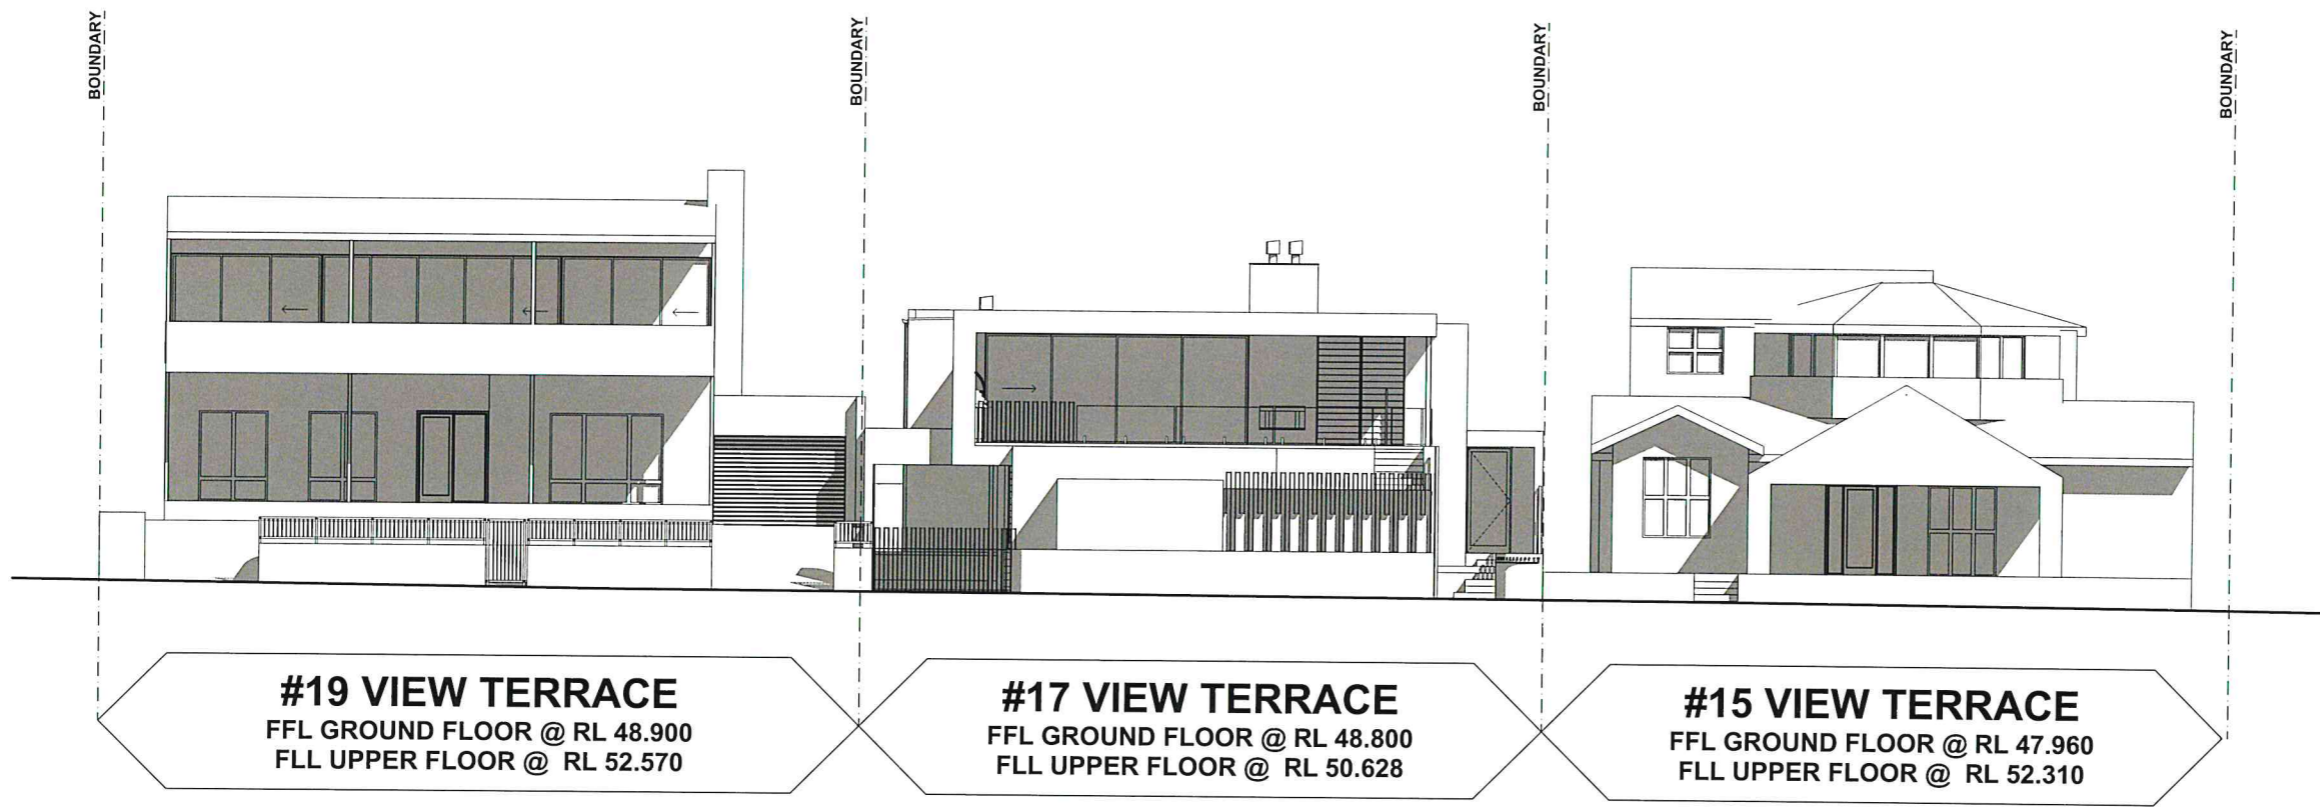 BOUNDARY
BOUNDARY
BOUNDARY
BOUNDARY
#19 VIEW TERRACE
FFL GROUND FLOOR @ RL 48.900
FLL UPPER FLOOR @ RL 52.570
#17 VIEW TERRACE
FFL GROUND FLOOR @ RL 48.800
FLL UPPER FLOOR @ RL 50.628
#15 VIEW TERRACE
FFL GROUND FLOOR @ RL 47.960
FLL UPPER FLOOR @ RL 52.310